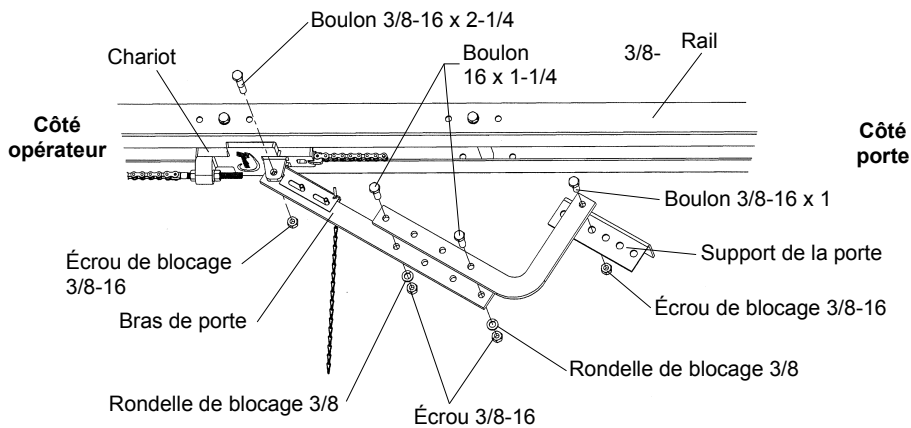 Boulon 3/8-16 x 2-1/4
Chariot
Boulon 3/8-
16 x 1-1/4
Rail
Côté
opérateur
Côté
porte
Boulon 3/8-16 x 1
Support de la porte
Écrou de blocage
3/8-16
Écrou de blocage 3/8-16
Bras de porte
Rondelle de blocage 3/8
Rondelle de blocage 3/8
Écrou 3/8-16